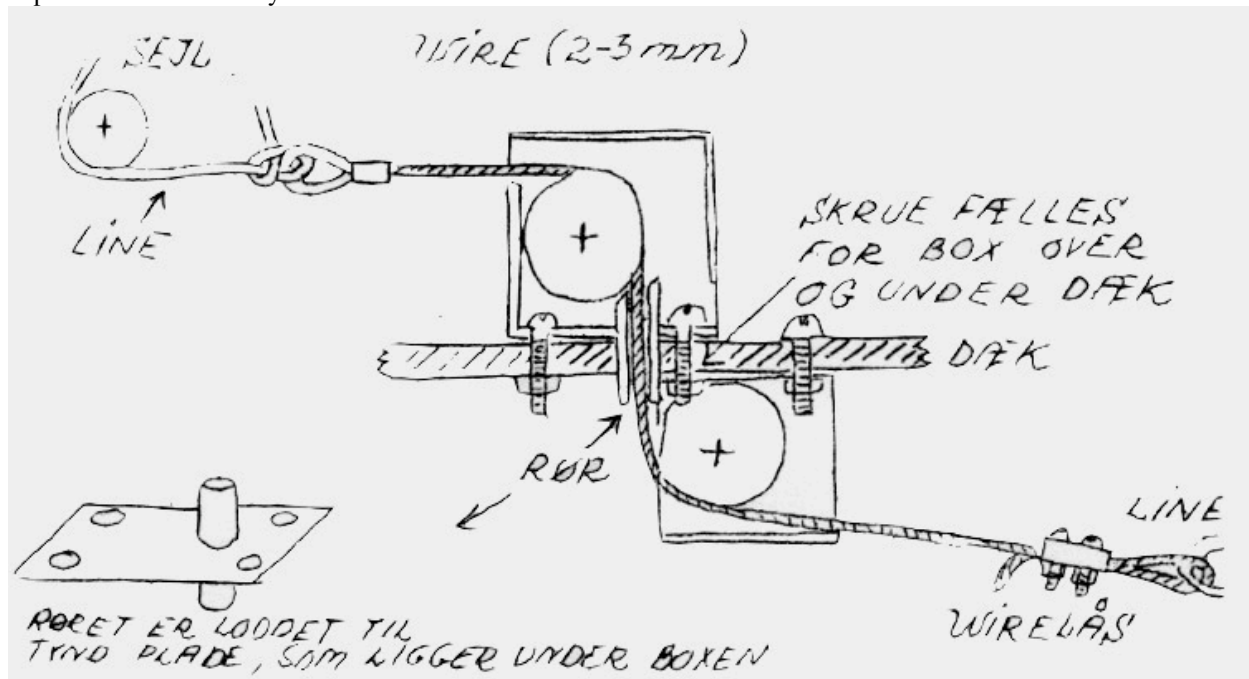 SEJL
WIRE (2-3mm)
LINE
SKRUE FÆLLES
FOR BOX OVER
OG UNDER DÆK
DÆK
RØR
LINE
WIRELÅS
RØRET ER LODDET TIL
TYND PLADE, SOM LIGGER UNDER BOXEN